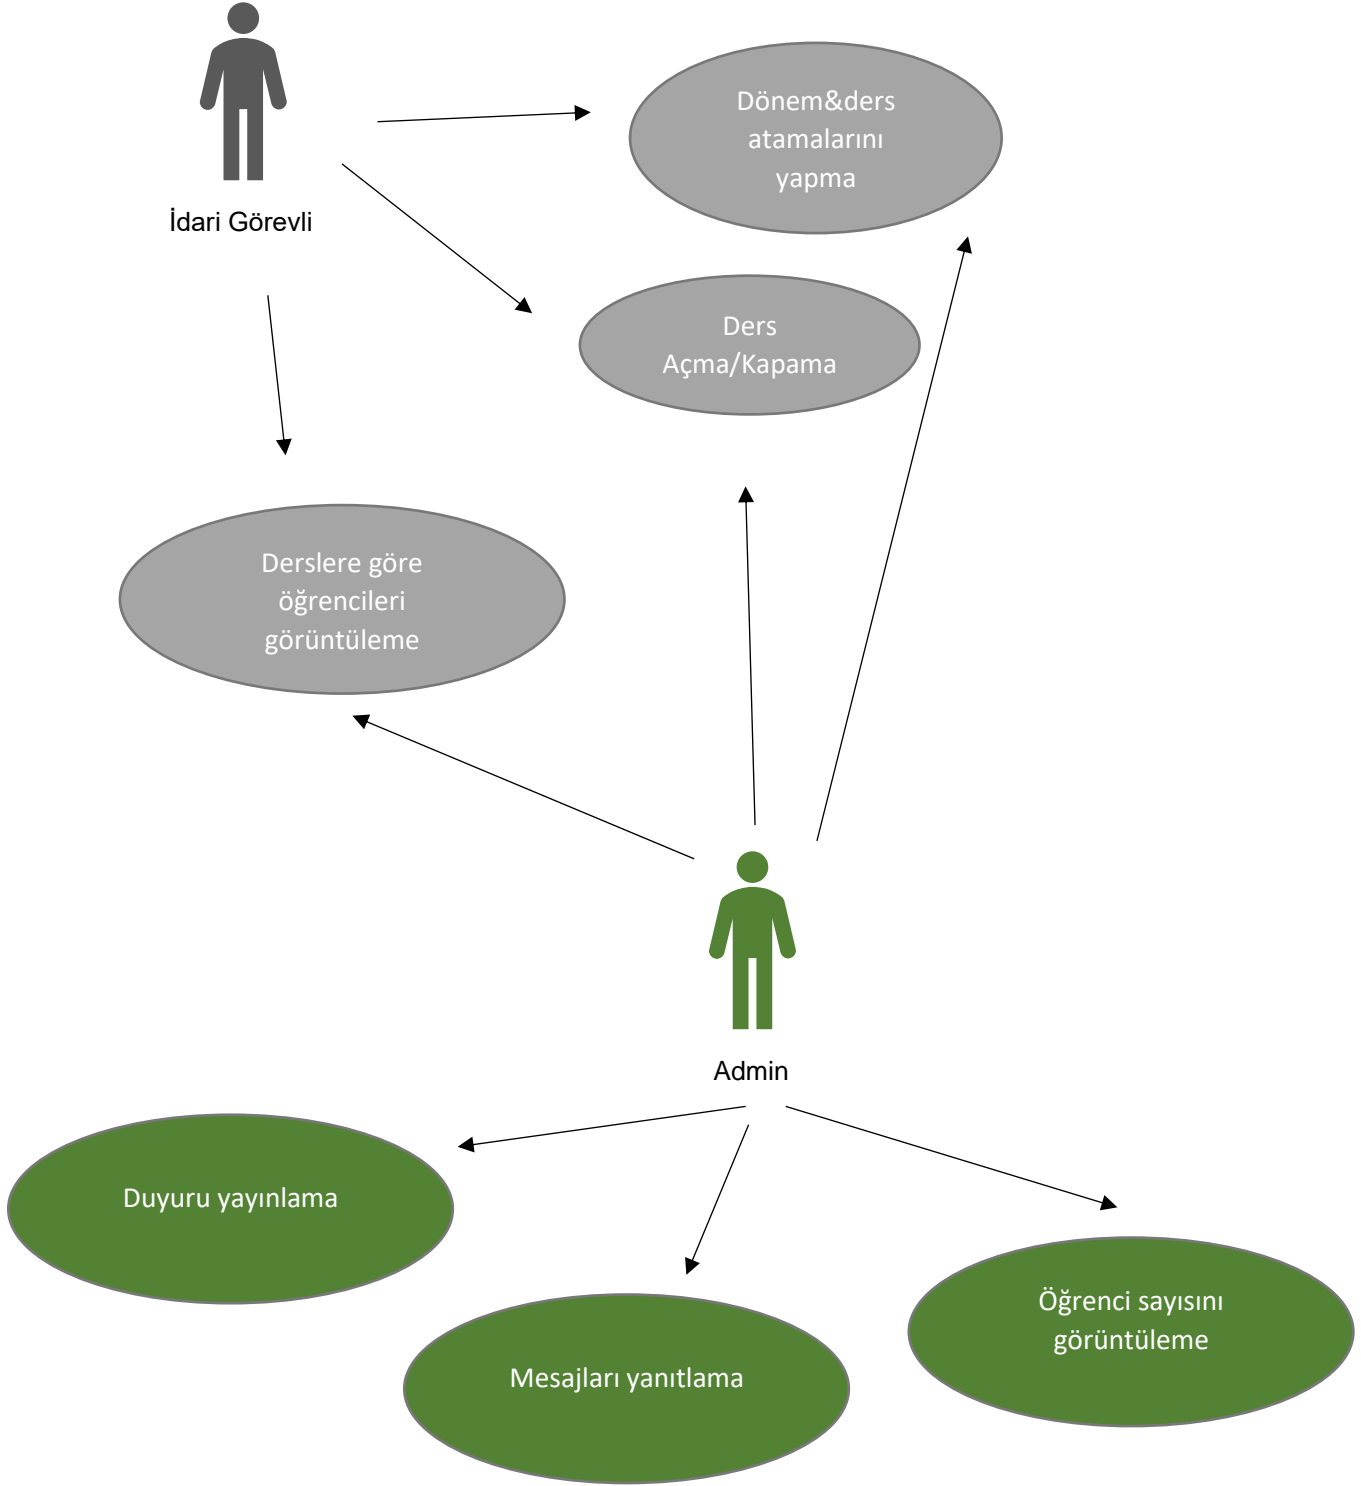 Dönem&ders
atamalarını
yapma
İdari Görevli
Ders
Açma/Kapama
Derslere göre
öğrencileri
görüntüleme
Admin
Duyuru yayınlama
Öğrenci sayısını
görüntüleme
Mesajları yanıtlama